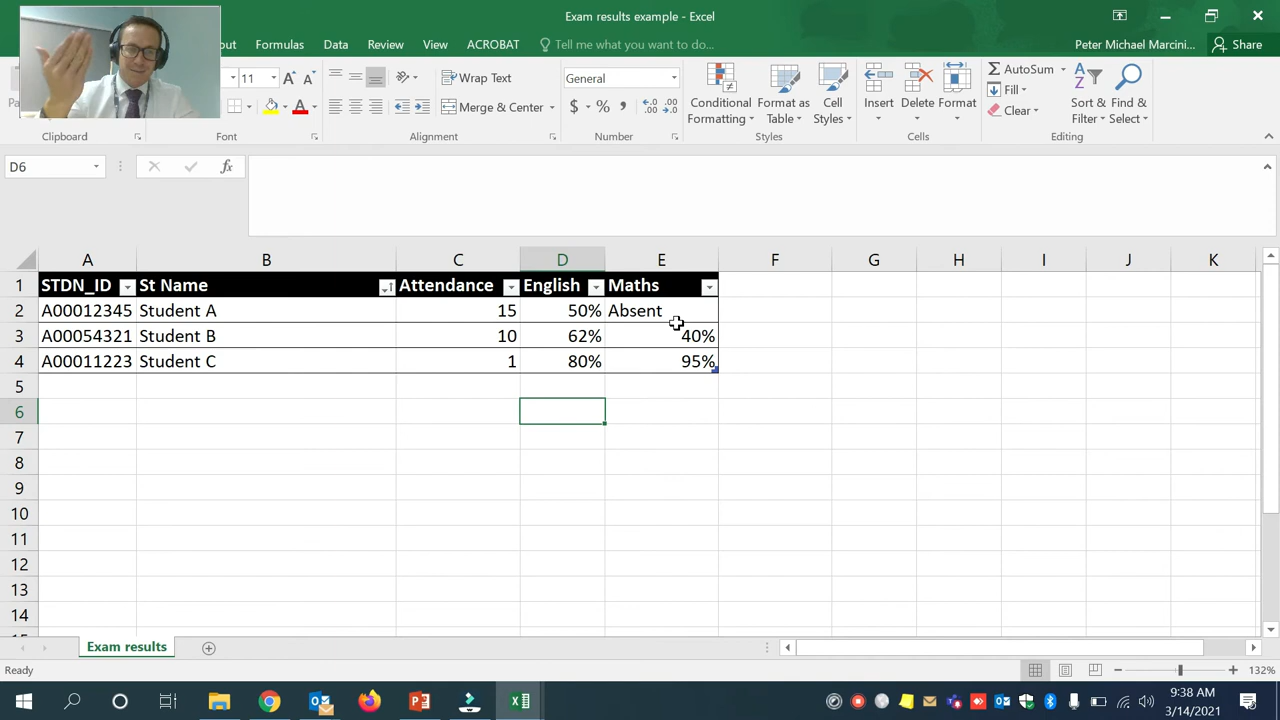 Exam results example - Excel
out Formulas Data Review View ACROBAT Tell me what you want to do... Peter Michael Marcini... Share
11 A A Wrap Text General Conditional Format as Cell Insert Delete Format AutoSum Sort & Find &
Merge & Center $ % , Formatting Table Styles Fill Filter Select
Clear
Clipboard Font Alignment Number Styles Cells Editing
D6 fx
A B C D E F G H I J K
1 STDN_ID St Name Attendance English Maths
2 A00012345 Student A 15 50% Absent
3 A00054321 Student B 10 62% 40%
4 A00011223 Student C 1 80% 95%
5
6
7
8
9
10
11
12
13
14
Exam results
Ready 132%
9:38 AM
3/14/2021